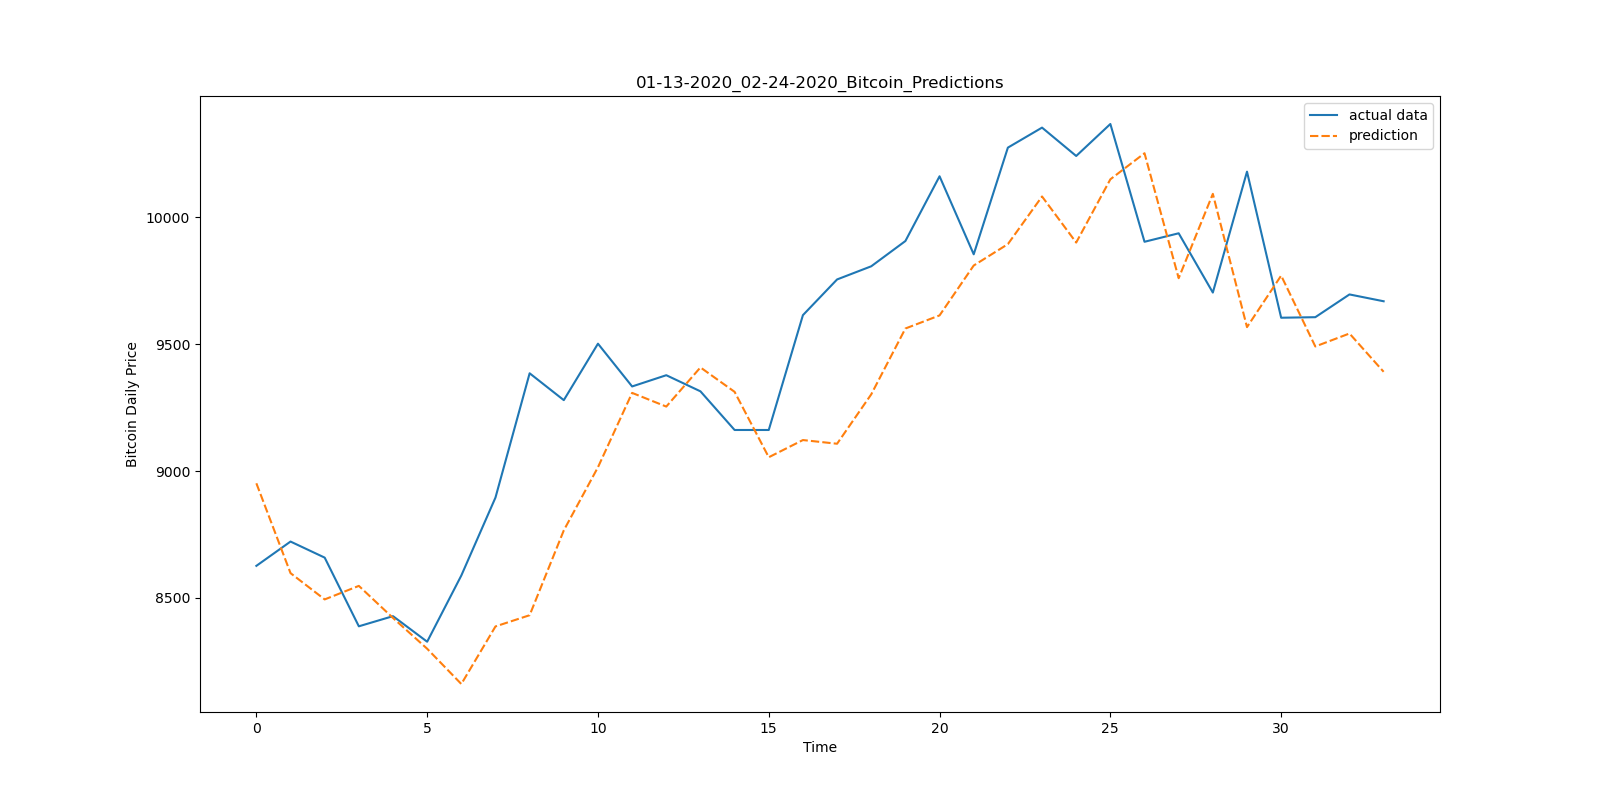 01-13-2020_02-24-2020_Bitcoin_Predictions
actual data
prediction
Bitcoin Daily Price
10000
9500
9000
8500
0 5 10 15 20 25 30
Time